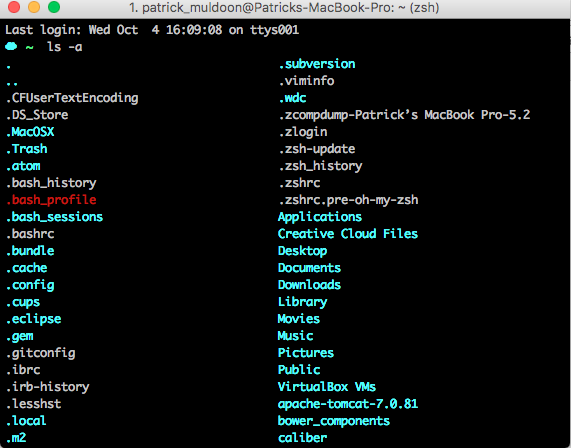 1. patrick_muldoon@Patricks-MacBook-Pro: ~ (zsh)
Last login: Wed Oct  4 16:09:08 on ttys001
~  ls -a
. .subversion
.. .viminfo
.CFUserTextEncoding .wdc
.DS_Store .zcompdump-Patrick’s MacBook Pro-5.2
.MacOSX .zlogin
.Trash .zsh-update
.atom .zsh_history
.bash_history .zshrc
.bash_profile .zshrc.pre-oh-my-zsh
.bash_sessions Applications
.bashrc Creative Cloud Files
.bundle Desktop
.cache Documents
.config Downloads
.cups Library
.eclipse Movies
.gem Music
.gitconfig Pictures
.ibrc Public
.irb-history VirtualBox VMs
.lesshst apache-tomcat-7.0.81
.local bower_components
.m2 caliber